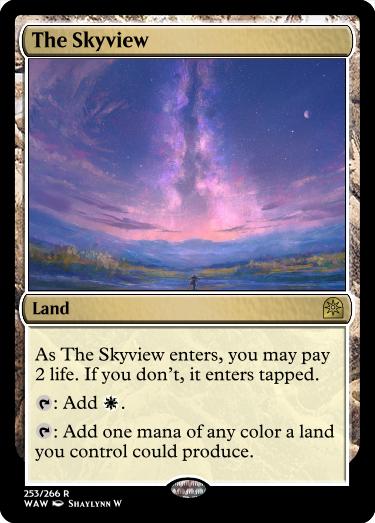 The Skyview
Land
As The Skyview enters, you may pay
2 life. If you don't, it enters tapped.
: Add .
: Add one mana of any color a land
you control could produce.
253/266 R
WAW Shaylynn W